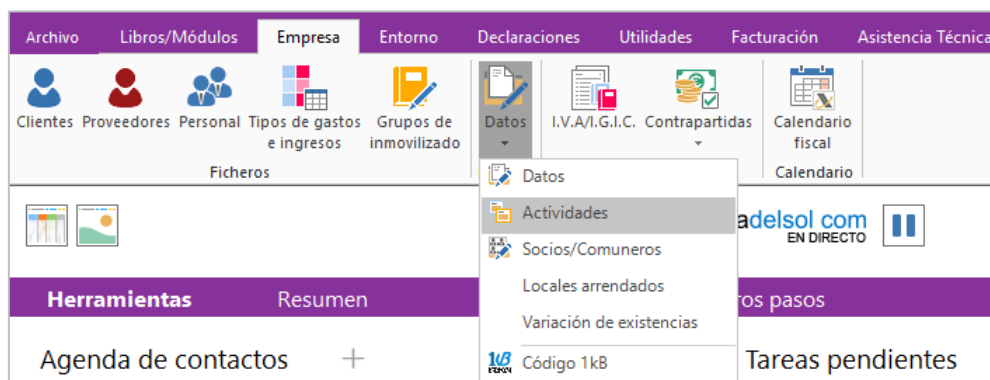 Archivo Libros/Módulos Empresa Entorno Declaraciones Utilidades Facturación Asistencia Técnica
Clientes Proveedores Personal Tipos de gastos e ingresos Grupos de inmovilizado Datos I.V.A/I.G.I.C. Contrapartidas Calendario fiscal
Ficheros Calendario
Datos
Actividades
adelsol com
EN DIRECTO
Socios/Comuneros
Locales arrendados
Herramientas Resumen ros pasos
Variación de existencias
Agenda de contactos + Código 1kB Tareas pendientes